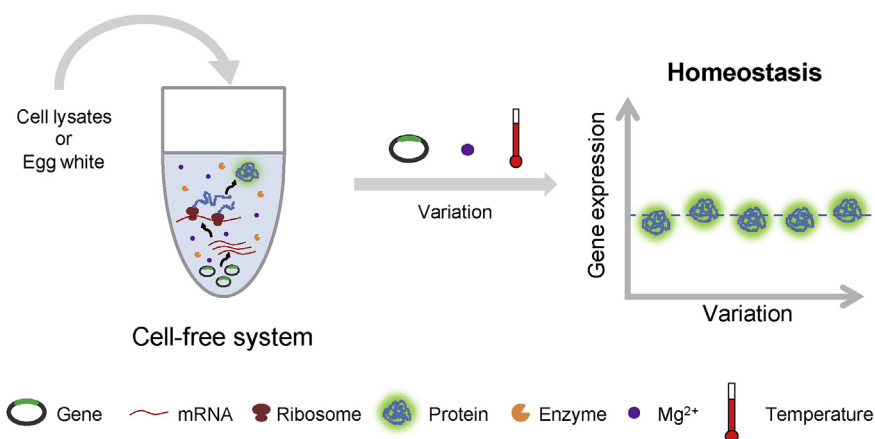 Cell lysates
or
Egg white
Cell-free system
Variation
Homeostasis
Gene expression
Variation
Gene
mRNA
Ribosome
Protein
Enzyme
Mg²⁺
Temperature